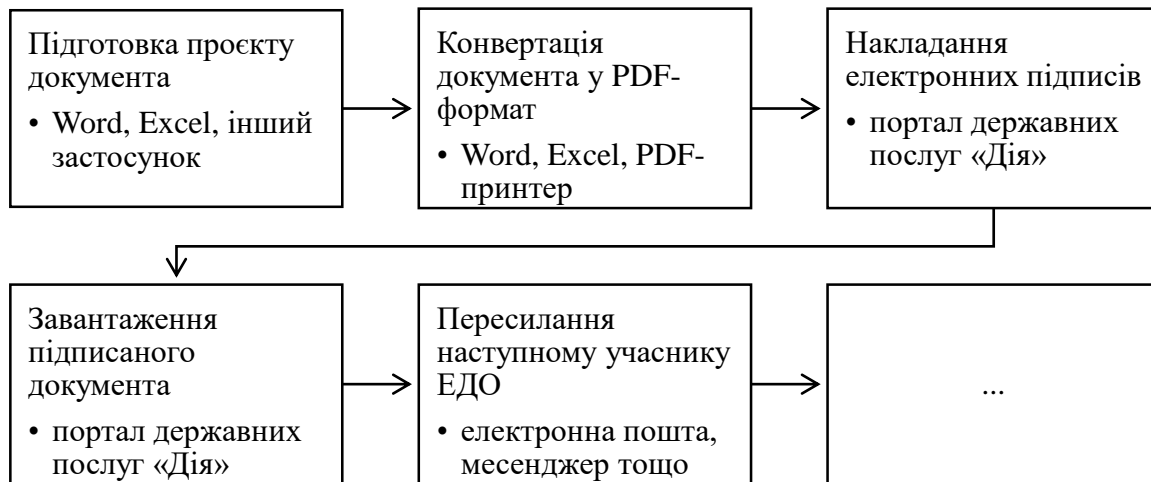 Підготовка проєкту
документа
• Word, Excel, інший
застосунок
Конвертація
документа у PDF-
формат
• Word, Excel, PDF-
принтер
Накладання
електронних підписів
• портал державних
послуг «Дія»
Завантаження
підписаного
документа
• портал державних
послуг «Дія»
Пересилання
наступному учаснику
ЕДО
• електронна пошта,
месенджер тощо
...